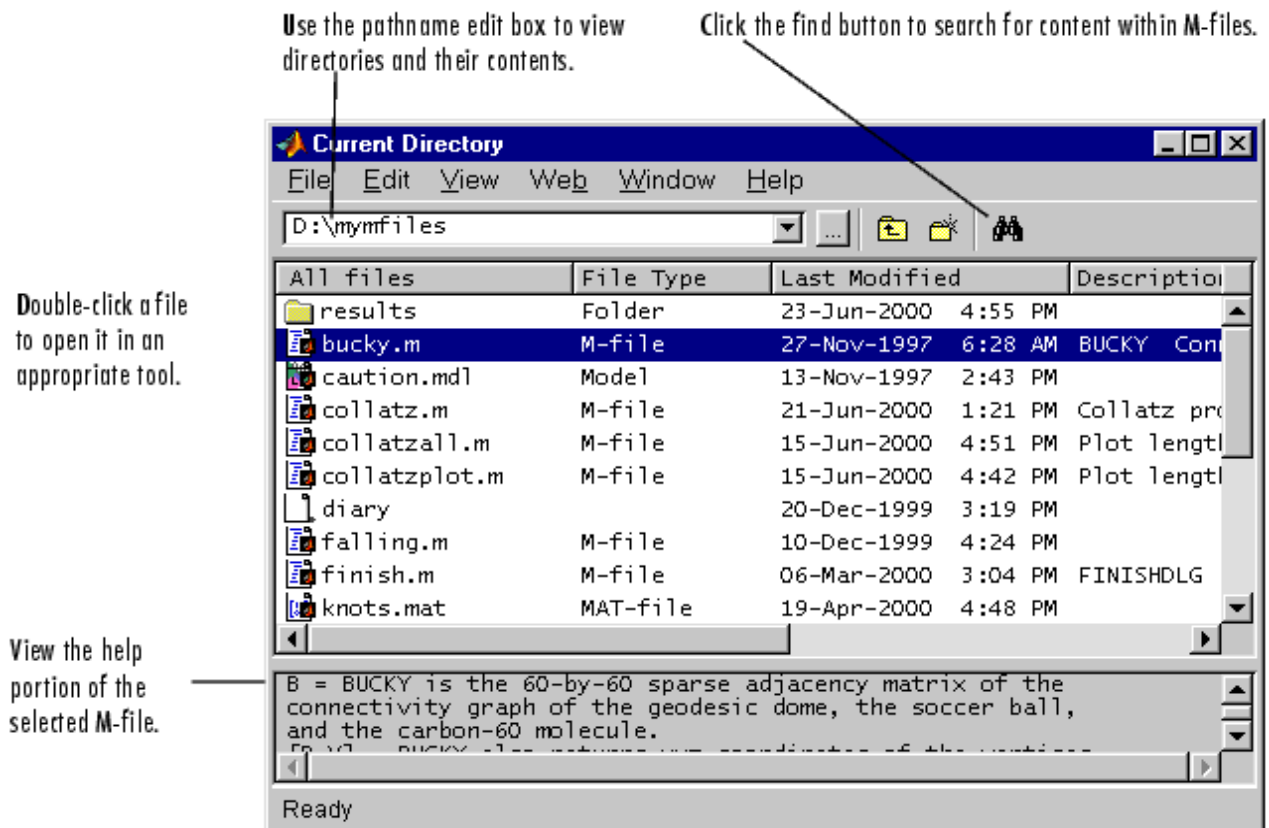 Use the pathname edit box to view
directories and their contents.
Click the find button to search for content within M-files.
Current Directory
File Edit View Web Window Help
D:\mymfiles
...
All files File Type Last Modified Description
results Folder 23-Jun-2000 4:55 PM
bucky.m M-file 27-Nov-1997 6:28 AM BUCKY Con
caution.mdl Model 13-Nov-1997 2:43 PM
collatz.m M-file 21-Jun-2000 1:21 PM Collatz pro
collatzall.m M-file 15-Jun-2000 4:51 PM Plot lengt
collatzplot.m M-file 15-Jun-2000 4:42 PM Plot lengt
diary 20-Dec-1999 3:19 PM
falling.m M-file 10-Dec-1999 4:24 PM
finish.m M-file 06-Mar-2000 3:04 PM FINISHDLG
knots.mat MAT-file 19-Apr-2000 4:48 PM
Double-click a file
to open it in an
appropriate tool.
View the help
portion of the
selected M-file.
B = BUCKY is the 60-by-60 sparse adjacency matrix of the
connectivity graph of the geodesic dome, the soccer ball,
and the carbon-60 molecule.
Ready